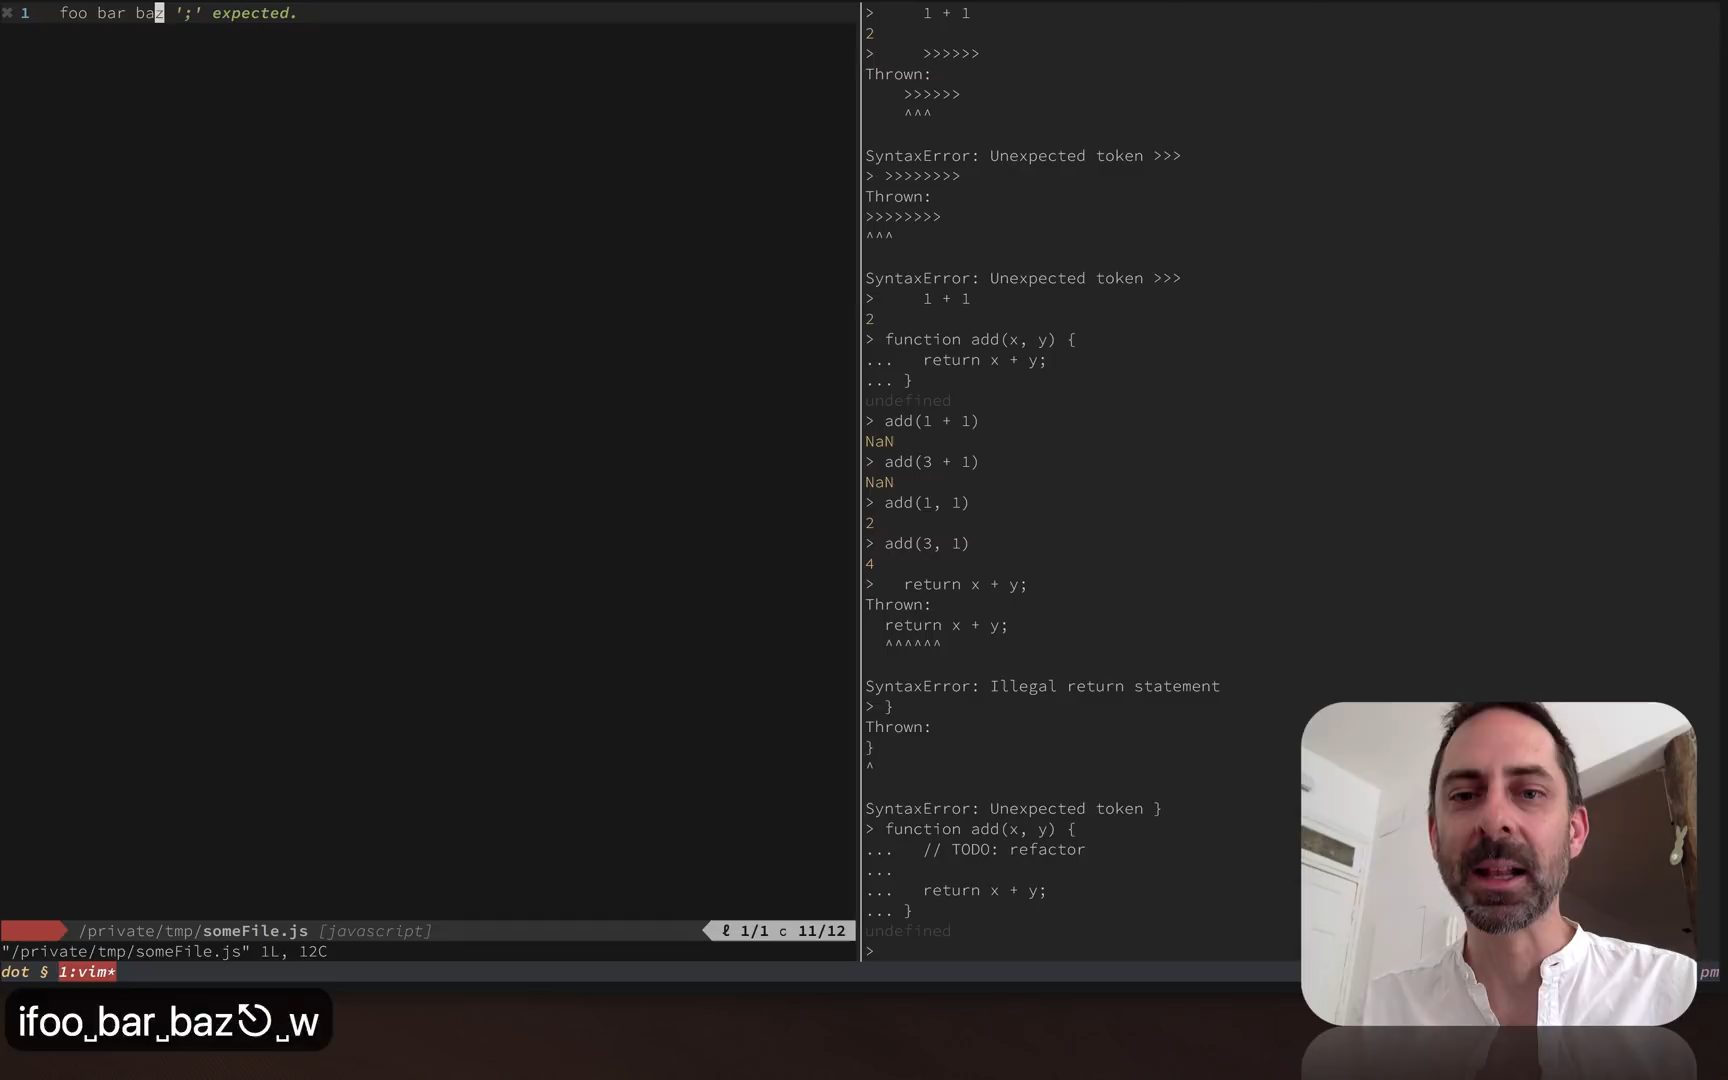 ✖ 1 foo bar baz ';' expected.
/private/tmp/someFile.js [javascript] ℓ 1/1 c 11/12
"/private/tmp/someFile.js" 1L, 12C
> 1 + 1
2
> >>>>>>
Thrown:
>>>>>>
^^^
SyntaxError: Unexpected token >>>
> >>>>>>>>
Thrown:
>>>>>>>>
^^^
SyntaxError: Unexpected token >>>
> 1 + 1
2
> function add(x, y) {
... return x + y;
... }
undefined
> add(1 + 1)
NaN
> add(3 + 1)
NaN
> add(1, 1)
2
> add(3, 1)
4
> return x + y;
Thrown:
return x + y;
^^^^^^
SyntaxError: Illegal return statement
> }
Thrown:
}
^
SyntaxError: Unexpected token }
> function add(x, y) {
... // TODO: refactor
...
... return x + y;
... }
undefined
>
dot § 1:vim* pm
ifoo␣bar␣baz⎋␣w